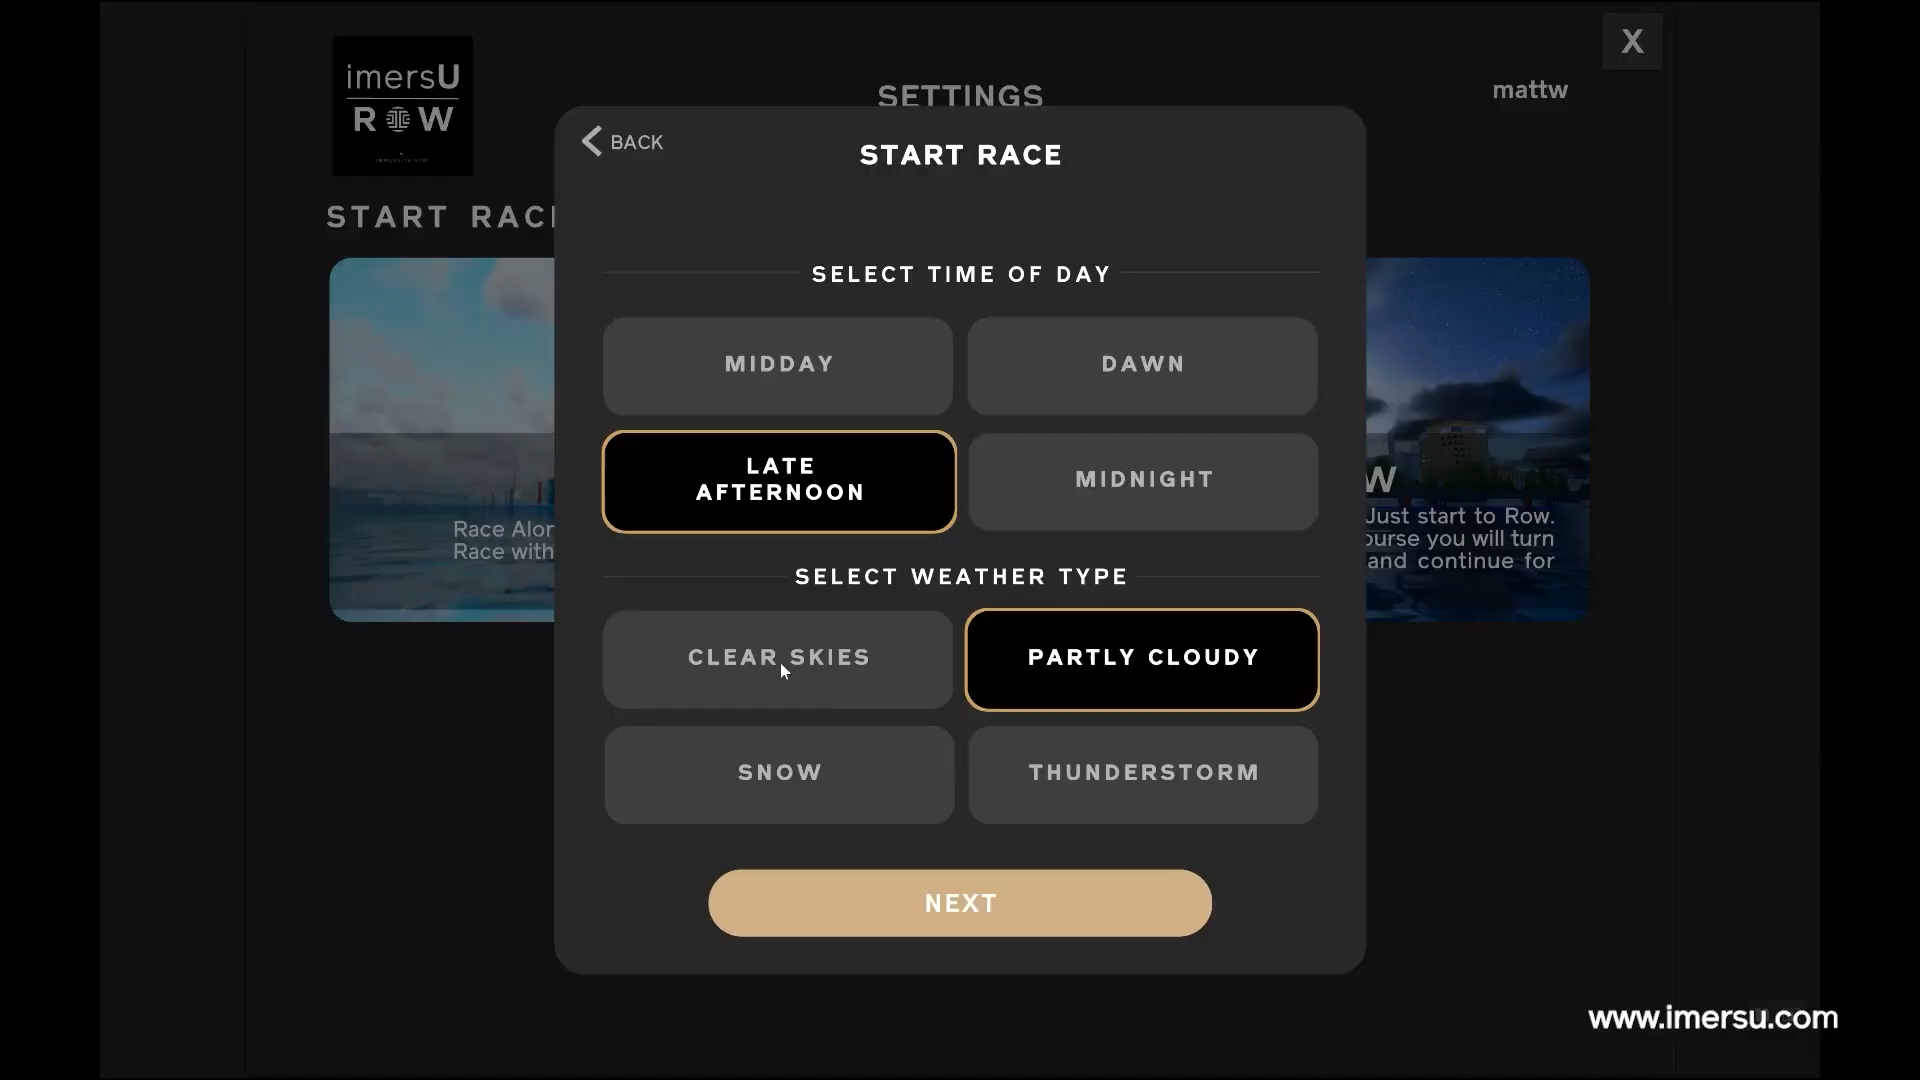 imersU
ROW
SETTINGS
mattw
X
BACK
START RACE
START RAC
SELECT TIME OF DAY
MIDDAY
DAWN
LATE
AFTERNOON
MIDNIGHT
W
Race Alor
Race with
Just start to Row.
ourse you will turn
and continue for
SELECT WEATHER TYPE
CLEAR SKIES
PARTLY CLOUDY
SNOW
THUNDERSTORM
NEXT
www.imersu.com